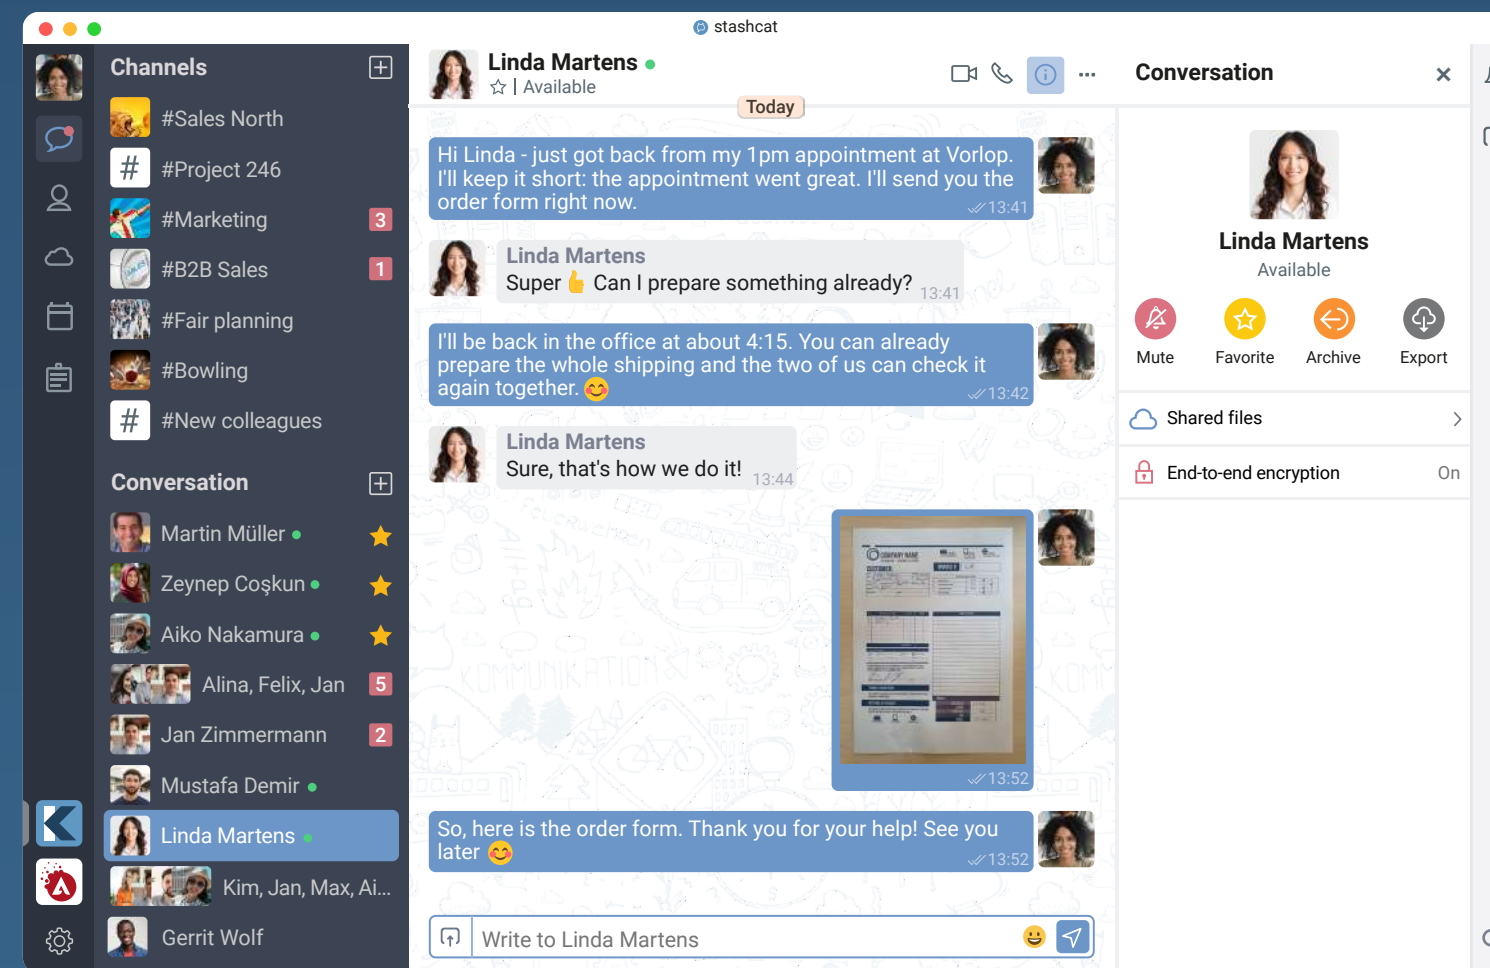 stashcat
Channels
#Sales North
#Project 246
#Marketing
3
#B2B Sales
1
#Fair planning
#Bowling
#New colleagues
Conversation
Martin Müller
Zeynep Coşkun
Aiko Nakamura
Alina, Felix, Jan
5
Jan Zimmermann
2
Mustafa Demir
Linda Martens
Kim, Jan, Max, Ai...
Gerrit Wolf
Linda Martens
Available
Today
Hi Linda - just got back from my 1pm appointment at Vorlop.
I'll keep it short: the appointment went great. I'll send you the
order form right now.
13:41
Linda Martens
Super 👍 Can I prepare something already?
13:41
I'll be back in the office at about 4:15. You can already
prepare the whole shipping and the two of us can check it
again together. 😊
13:42
Linda Martens
Sure, that's how we do it!
13:44
COMPANY NAME
CUSTOMER
13:52
KOMMUNIKATION
So, here is the order form. Thank you for your help! See you
later 😊
13:52
Write to Linda Martens
Conversation
Linda Martens
Available
Mute
Favorite
Archive
Export
Shared files
End-to-end encryption
On